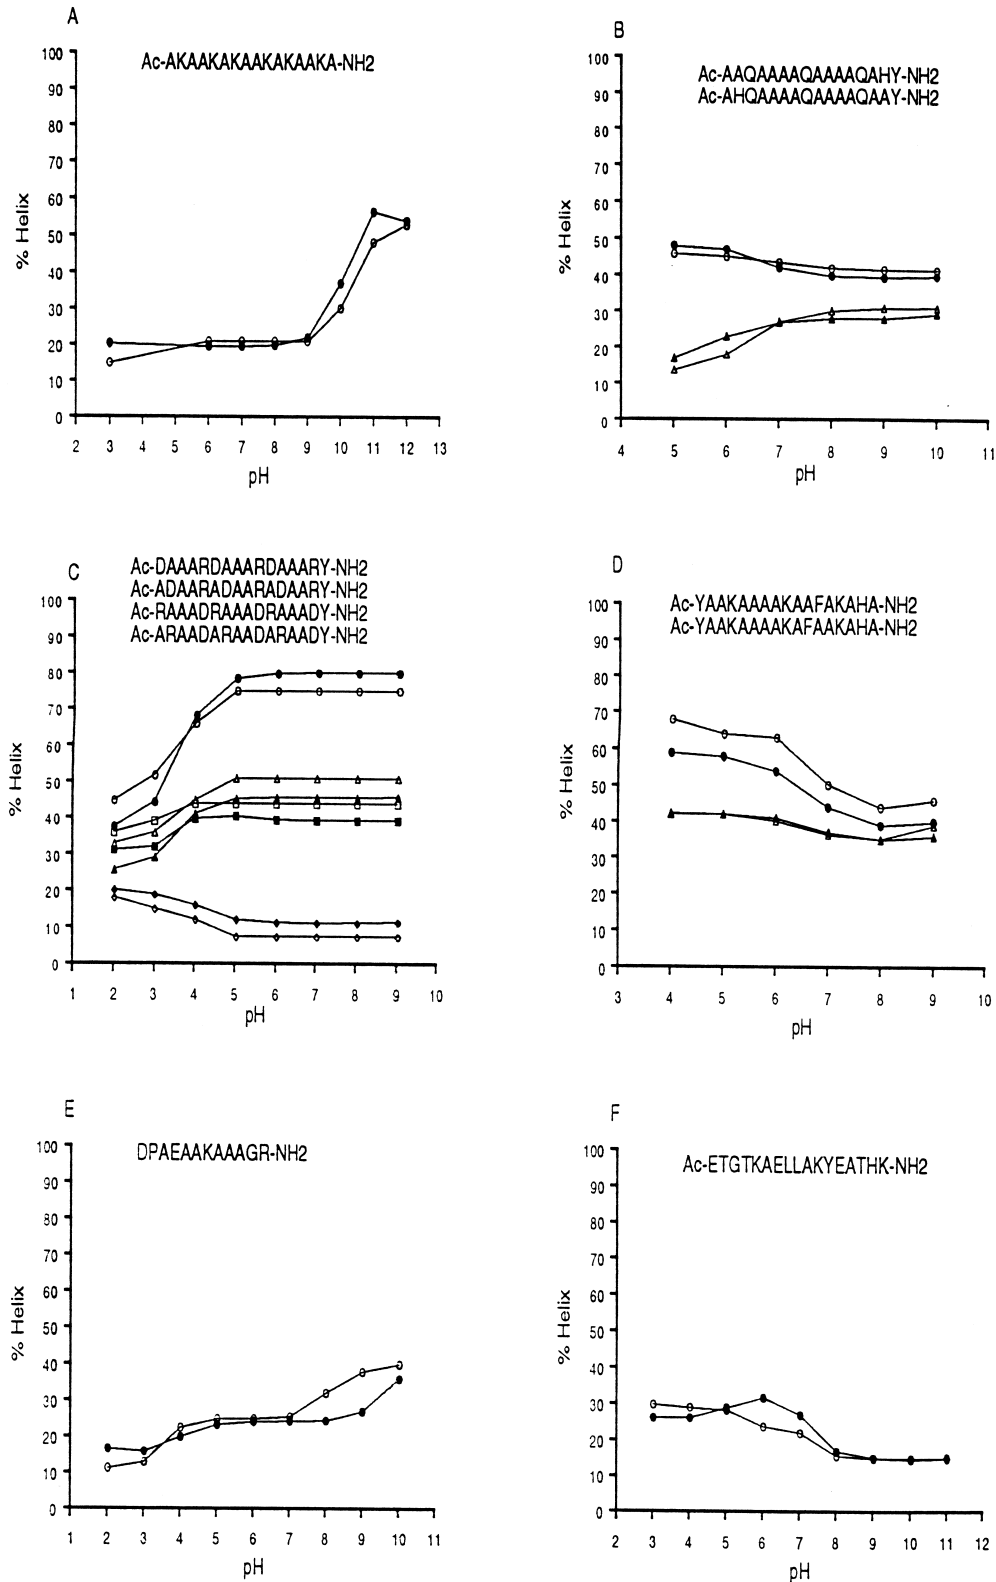 A
Ac-AKAAKAKAAKAKAAKA-NH2
100
90
80
70
60
50
40
30
20
10
0
% Helix
2 3 4 5 6 7 8 9 10 11 12 13
pH
B
Ac-AAQAAAAQAAAAQAHY-NH2
Ac-AHQAAAAQAAAAQAAY-NH2
100
90
80
70
60
50
40
30
20
10
0
% Helix
4 5 6 7 8 9 10 11
pH
C
Ac-DAAARDAAARDAAARY-NH2
Ac-ADAARADAARADAARY-NH2
Ac-RAAADRAAADRAAADY-NH2
Ac-ARAADARAADARAADY-NH2
100
90
80
70
60
50
40
30
20
10
0
% Helix
1 2 3 4 5 6 7 8 9 10
pH
D
Ac-YAAKAAAAKAAFAKAHA-NH2
Ac-YAAKAAAAKAFAAKAHA-NH2
100
90
80
70
60
50
40
30
20
10
0
% Helix
3 4 5 6 7 8 9 10
pH
E
DPAEAAKAAAGR-NH2
100
90
80
70
60
50
40
30
20
10
0
% Helix
1 2 3 4 5 6 7 8 9 10 11
pH
F
Ac-ETGTKAELLAKYEATHK-NH2
100
90
80
70
60
50
40
30
20
10
0
% Helix
2 3 4 5 6 7 8 9 10 11 12
pH